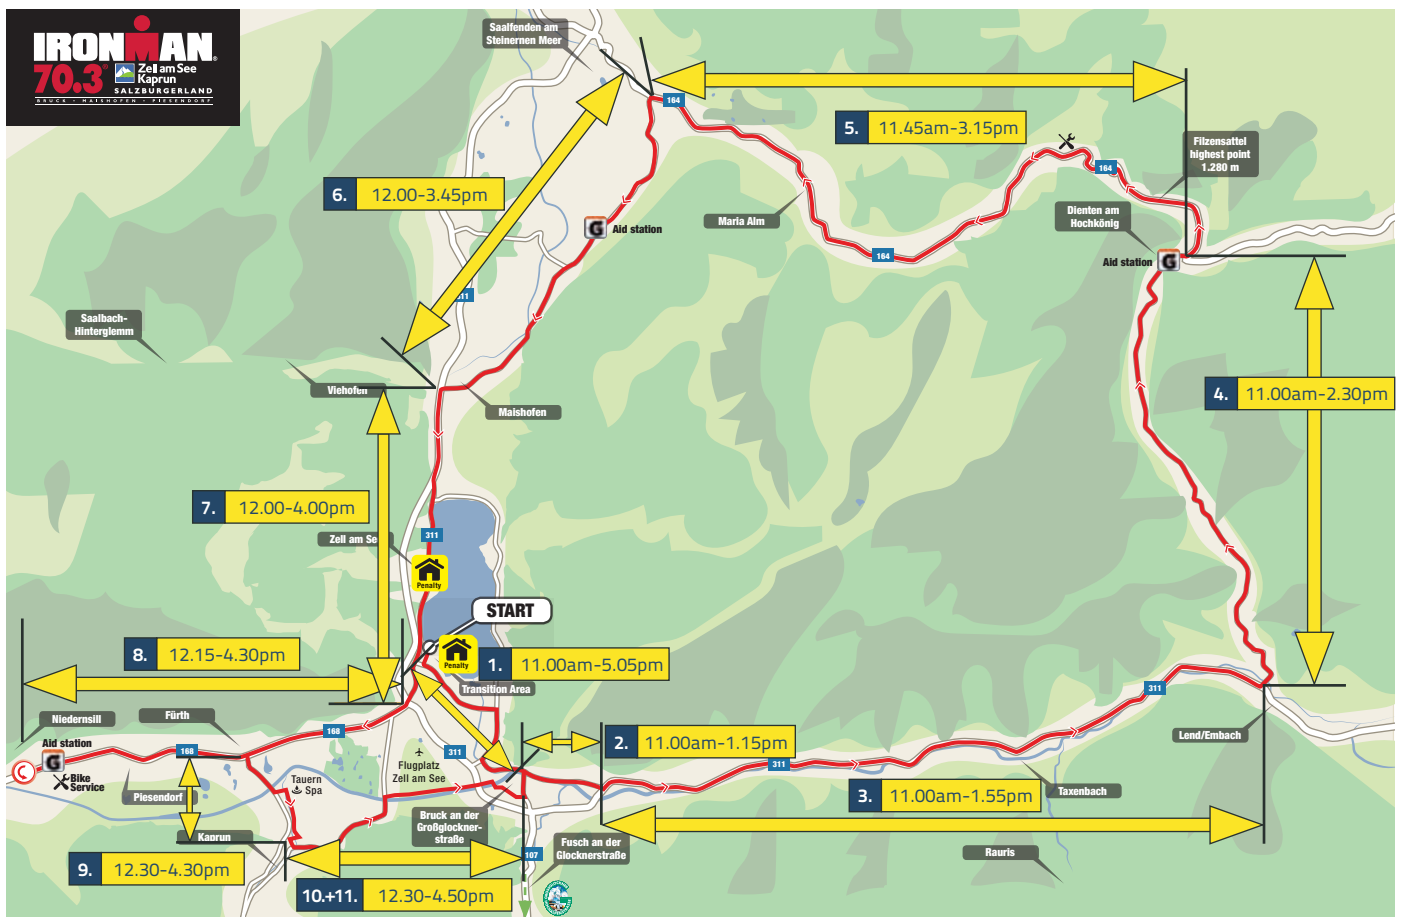 IRONMAN
70.3
Zell am See
Kaprun
SALZBURGERLAND
BRUCK · MAISHOFEN · PIESENDORF
Saalfenden am
Steinernen Meer
164
5. 11.45am-3.15pm
Filzensattel
highest point
1.280 m
164
6. 12.00-3.45pm
Aid station
Maria Alm
Dienten am
Hochkönig
164
Aid station
311
Saalbach-
Hinterglemm
Viehofen
Maishofen
4. 11.00am-2.30pm
7. 12.00-4.00pm
311
Zell am See
Penalty
START
8. 12.15-4.30pm
Penalty
1. 11.00am-5.05pm
Transition Area
311
Niedernsill
Fürth
168
Lend/Embach
Aid station
168
311
2. 11.00am-1.15pm
311
Flugplatz
Zell am See
Bike
Service
Tauern
Spa
Piesendorf
3. 11.00am-1.55pm
Taxenbach
Bruck an der
Großglockner-
straße
Kaprun
Fusch an der
Glocknerstraße
107
Rauris
9. 12.30-4.30pm
10.+11. 12.30-4.50pm